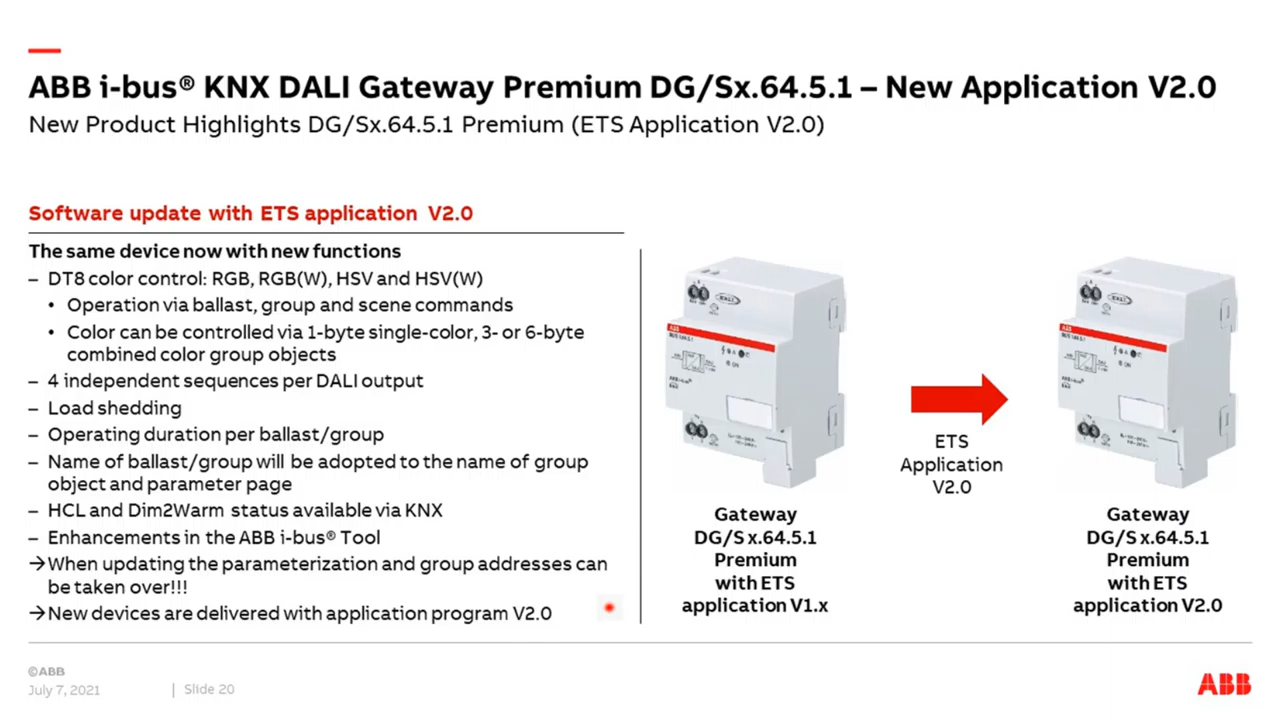 ABB i-bus® KNX DALI Gateway Premium DG/Sx.64.5.1 – New Application V2.0
New Product Highlights DG/Sx.64.5.1 Premium (ETS Application V2.0)
Software update with ETS application V2.0
The same device now with new functions
– DT8 color control: RGB, RGB(W), HSV and HSV(W)
• Operation via ballast, group and scene commands
• Color can be controlled via 1-byte single-color, 3- or 6-byte
combined color group objects
– 4 independent sequences per DALI output
– Load shedding
– Operating duration per ballast/group
– Name of ballast/group will be adopted to the name of group
object and parameter page
– HCL and Dim2Warm status available via KNX
– Enhancements in the ABB i-bus® Tool
→When updating the parameterization and group addresses can
be taken over!!!
→New devices are delivered with application program V2.0
DALI
ABB
Gateway
DG/S x.64.5.1
Premium
with ETS
application V1.x
ETS
Application
V2.0
DALI
ABB
Gateway
DG/S x.64.5.1
Premium
with ETS
application V2.0
©ABB
July 7, 2021 | Slide 20
ABB